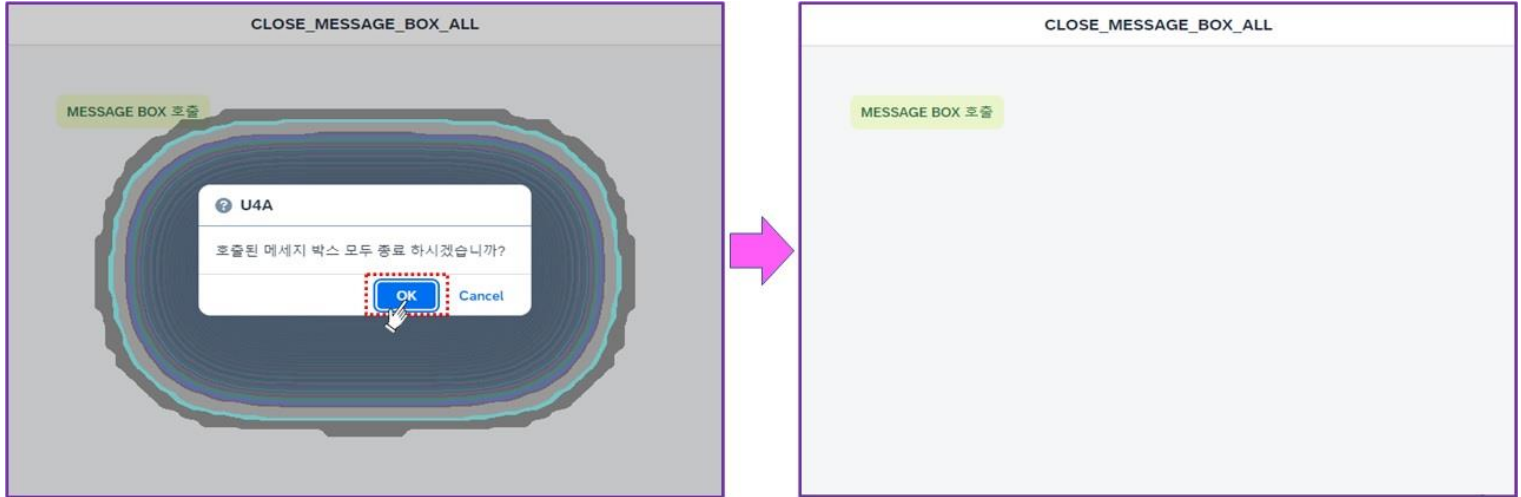 CLOSE_MESSAGE_BOX_ALL
MESSAGE BOX 호출
U4A
호출된 메세지 박스 모두 종료 하시겠습니까?
OK
Cancel
CLOSE_MESSAGE_BOX_ALL
MESSAGE BOX 호출